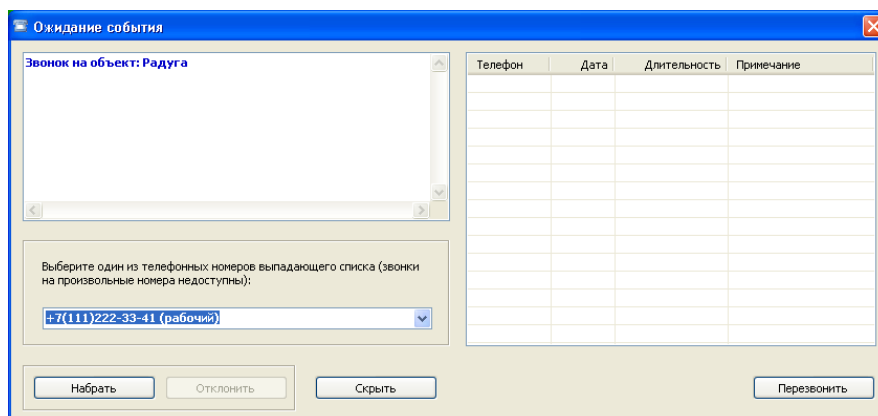 Ожидание события
Звонок на объект: Радуга
Телефон Дата Длительность Примечание
Выберите один из телефонных номеров выпадающего списка (звонки
на произвольные номера недоступны):
+7(111)222-33-41 (рабочий)
Набрать Отклонить Скрыть Перезвонить